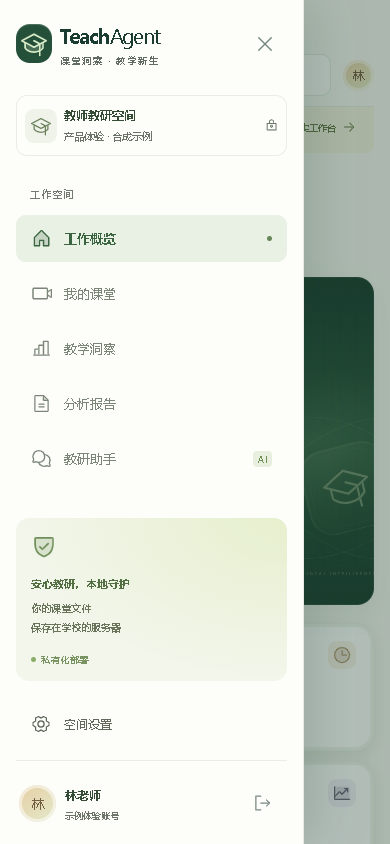 TeachAgent
课堂洞察 · 教学新生
林
教师教研空间
产品体验 · 合成示例
工作台
工作空间
工作概览
我的课堂
教学洞察
分析报告
教研助手
AI
安心教研，本地守护
你的课堂文件
保存在学校的服务器
私有化部署
空间设置
林
林老师
示例体验账号